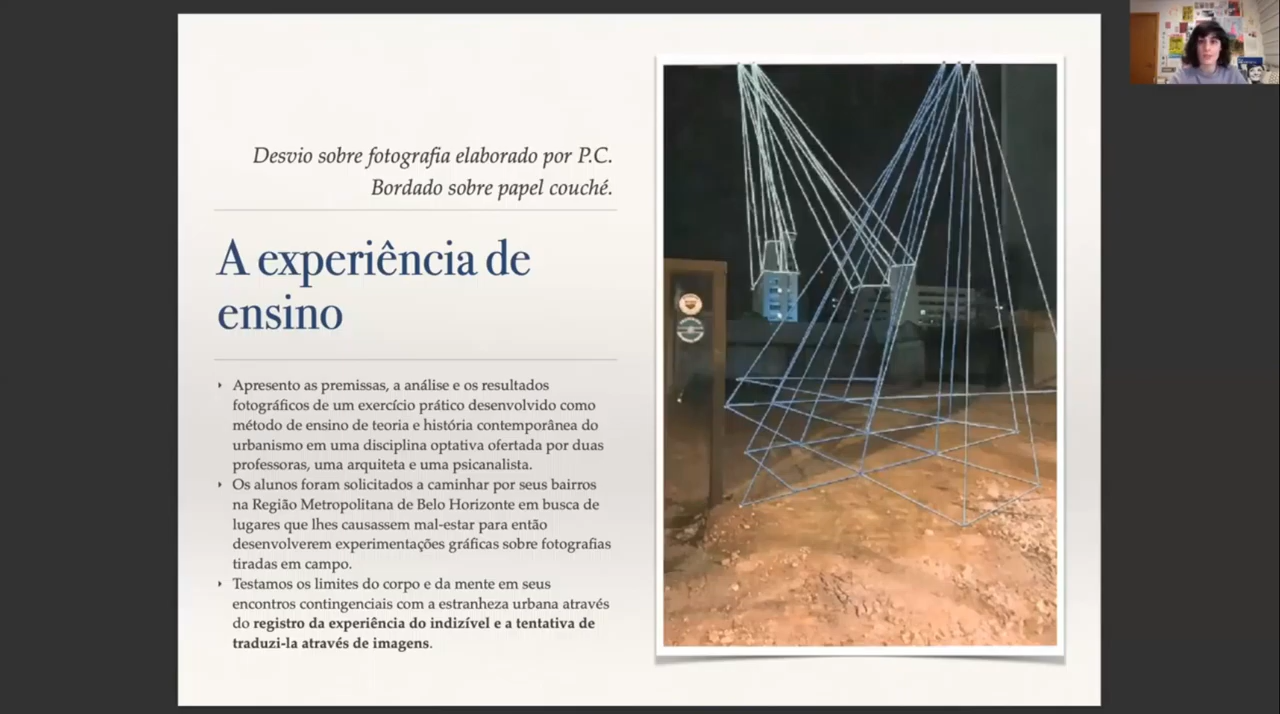 Desvio sobre fotografia elaborado por P.C.
Bordado sobre papel couché.
A experiência de
ensino
Apresento as premissas, a análise e os resultados
fotográficos de um exercício prático desenvolvido como
método de ensino de teoria e história contemporânea do
urbanismo em uma disciplina optativa ofertada por duas
professoras, uma arquiteta e uma psicanalista.
Os alunos foram solicitados a caminhar por seus bairros
na Região Metropolitana de Belo Horizonte em busca de
lugares que lhes causassem mal-estar para então
desenvolverem experimentações gráficas sobre fotografias
tiradas em campo.
Testamos os limites do corpo e da mente em seus
encontros contingenciais com a estranheza urbana através
do registro da experiência do indizível e a tentativa de
traduzi-la através de imagens.